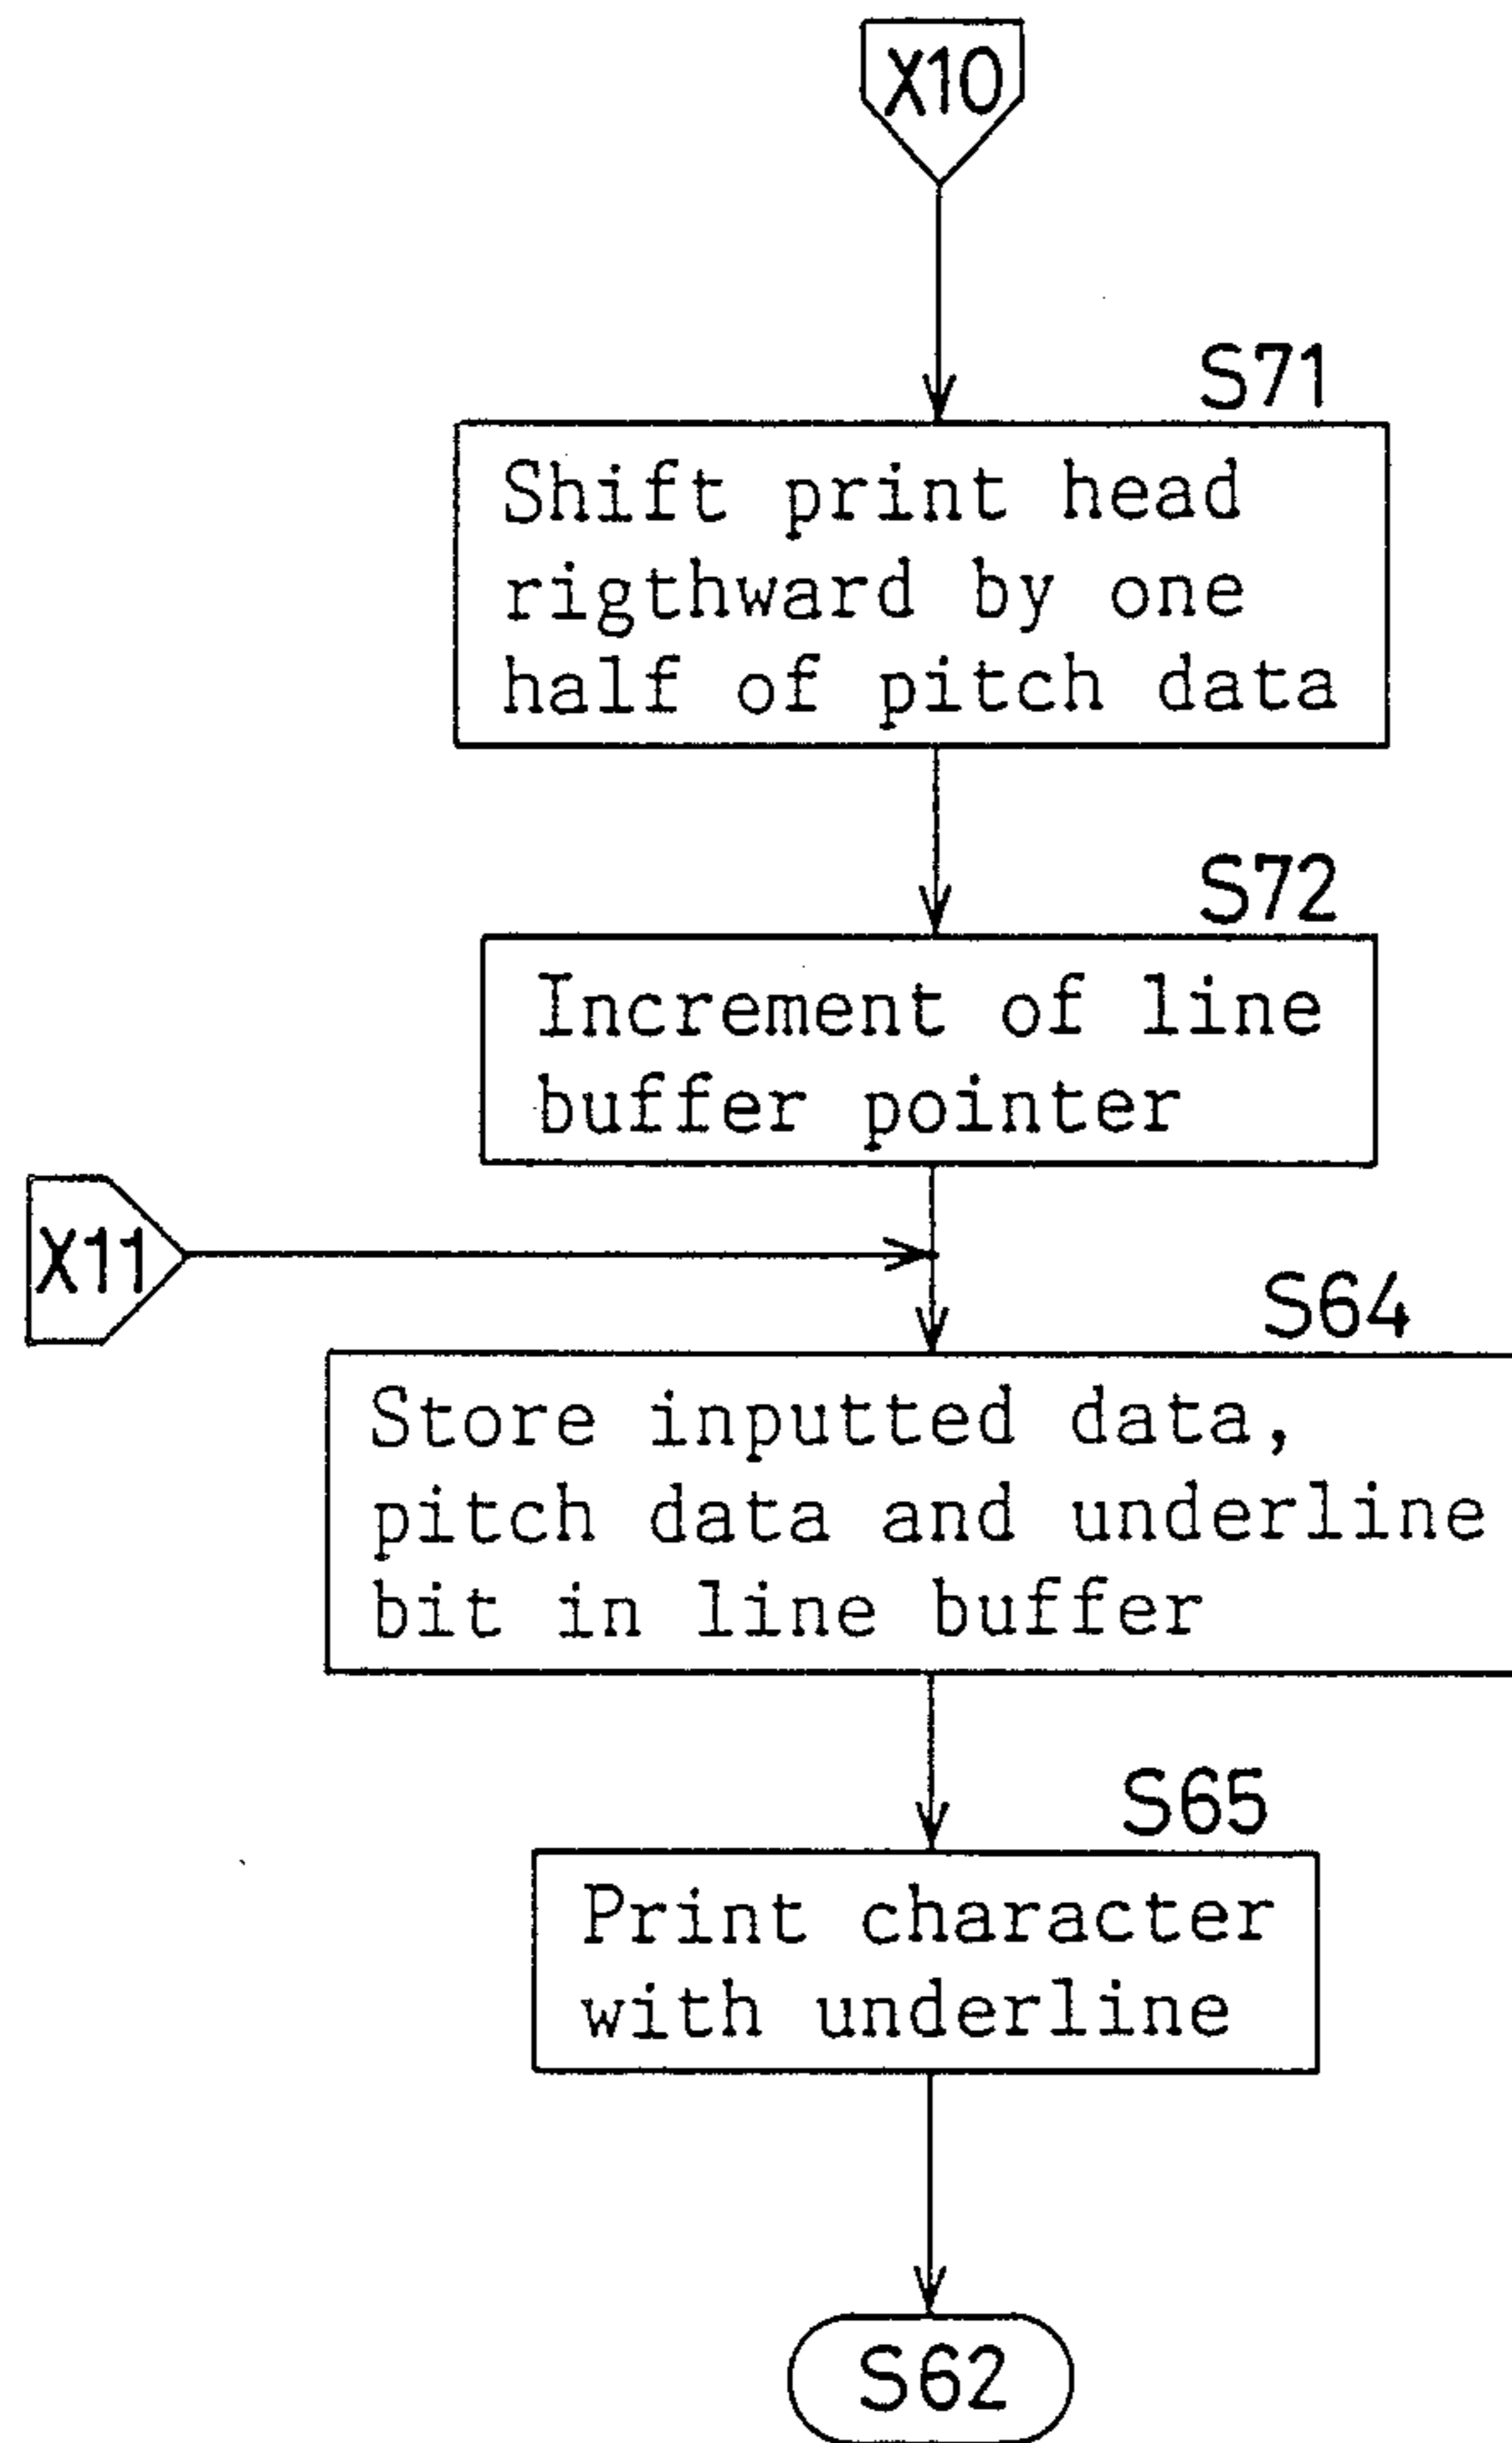 X10
S71
Shift print head
rigthward by one
half of pitch data
S72
Increment of line
buffer pointer
X11
S64
Store inputted data,
pitch data and underline
bit in line buffer
S65
Print character
with underline
S62